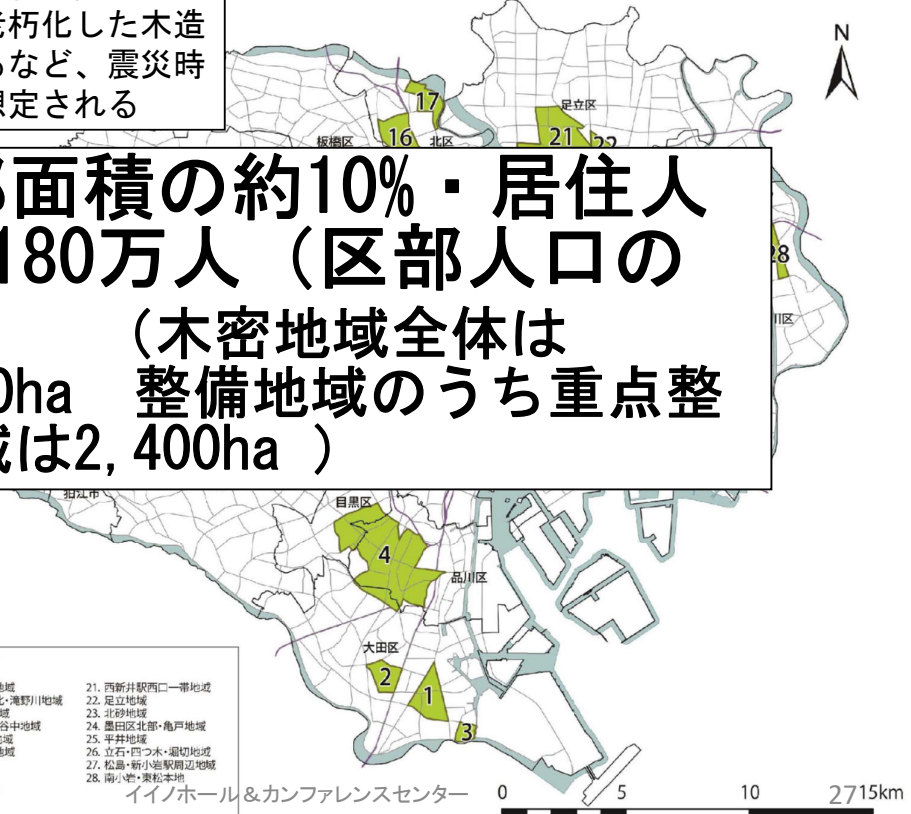 朽化した木造
るなど、震災時
想定される
N
17
足立区
板橋区
16
北区
21
22
面積の約10%・居住人
180万人（区部人口の
28
（木密地域全体は
0ha　整備地域のうち重点整
域は2,400ha ）
川区
狛江市
目黒区
4
品川区
大田区
2
1
3
地域
北・滝野川地域
域
谷中地域
地域
地域
21. 西新井駅西口一帯地域
22. 足立地域
23. 北砂地域
24. 墨田区北部・亀戸地域
25. 平井地域
26. 立石・四つ木・堀切地域
27. 松島・新小岩駅周辺地域
28. 南小岩・東松本地
イイノホール&カンファレンスセンター
0 5 10 15km
27